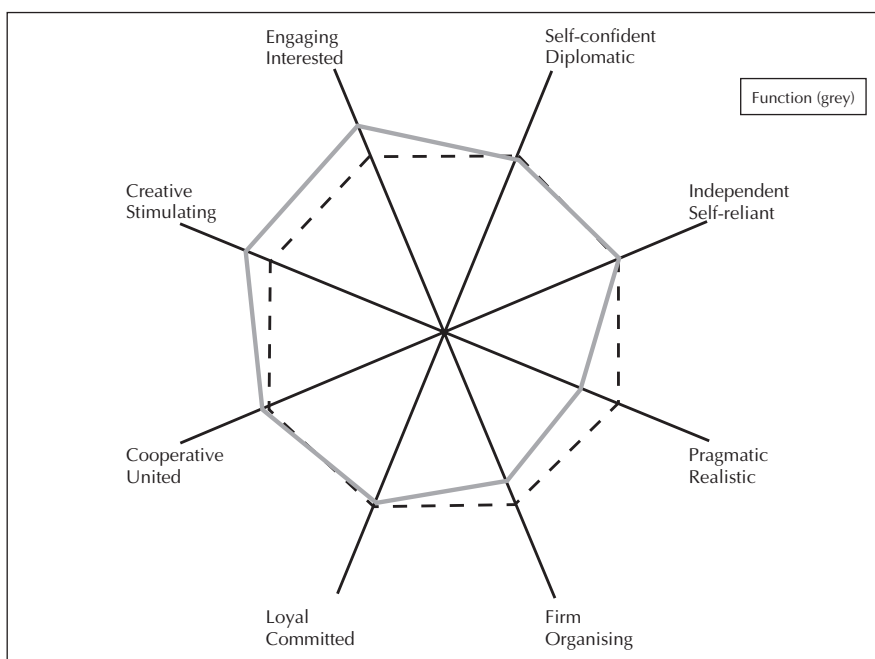 Engaging
Interested
Self-confident
Diplomatic
Function (grey)
Creative
Stimulating
Independent
Self-reliant
Cooperative
United
Pragmatic
Realistic
Loyal
Committed
Firm
Organising